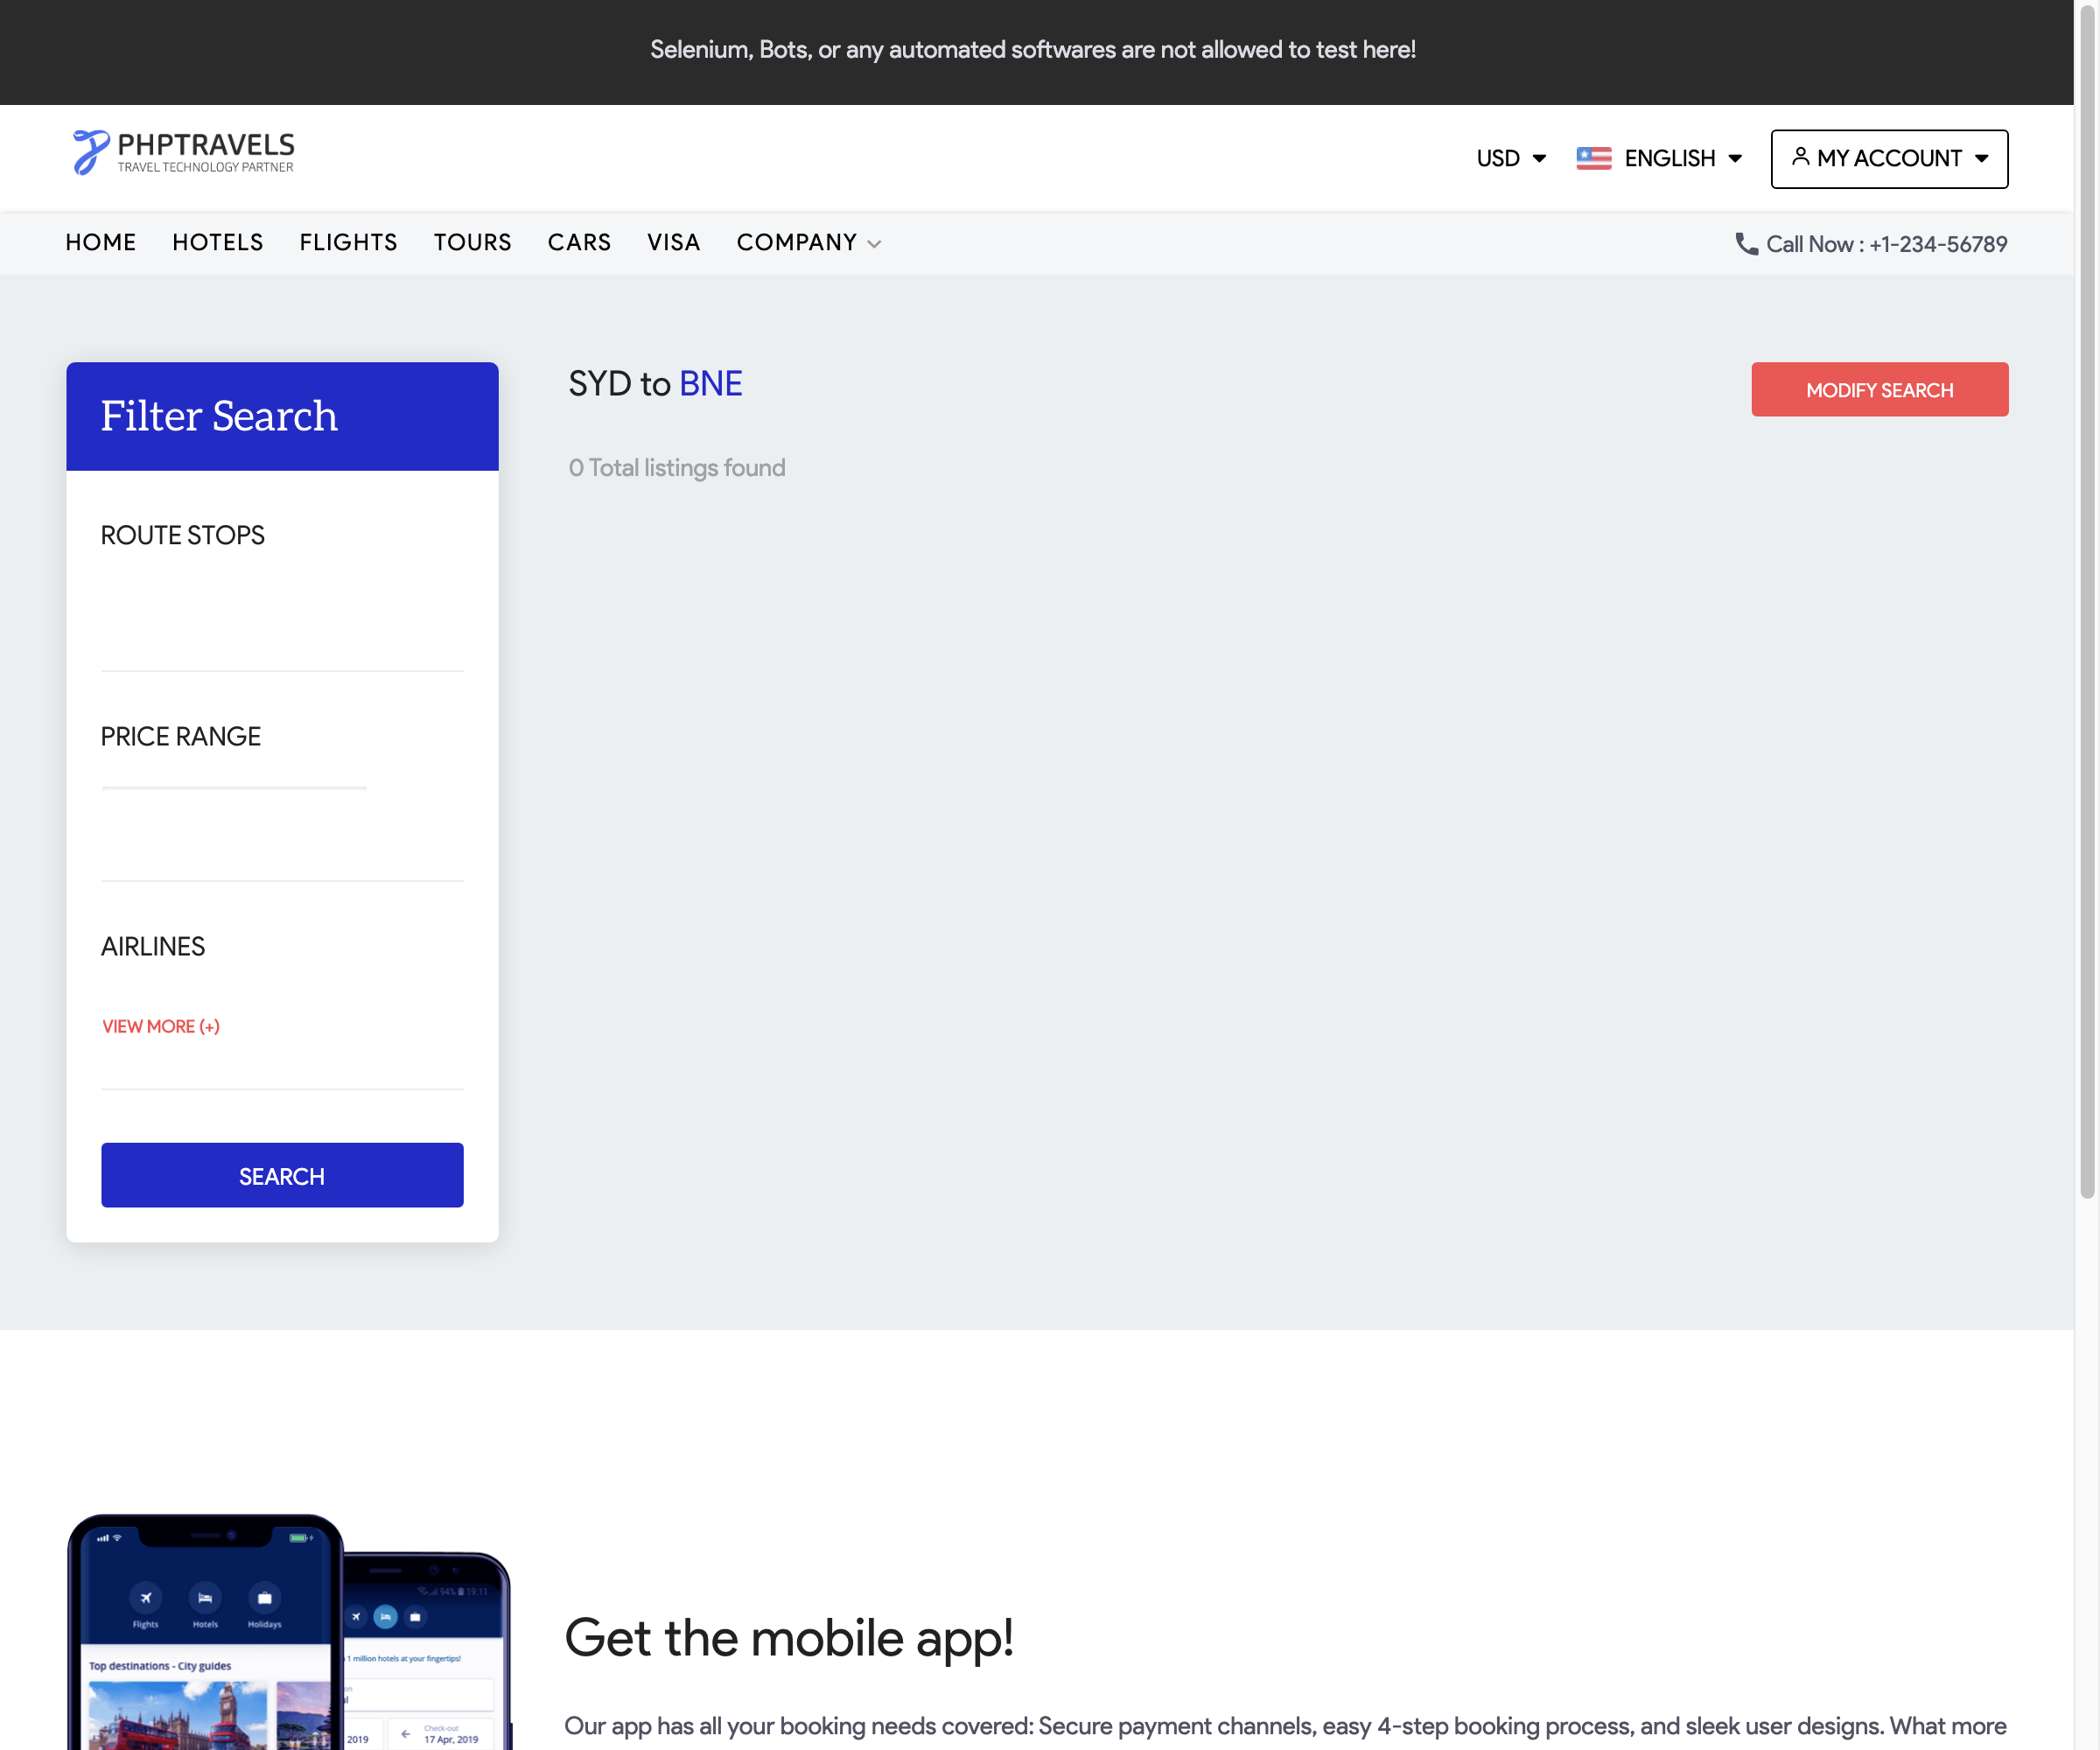 Selenium, Bots, or any automated softwares are not allowed to test here!
PHPTRAVELS
TRAVEL TECHNOLOGY PARTNER
USD
ENGLISH
MY ACCOUNT
HOME HOTELS FLIGHTS TOURS CARS VISA COMPANY
Call Now : +1-234-56789
Filter Search
SYD to BNE
MODIFY SEARCH
0 Total listings found
ROUTE STOPS
PRICE RANGE
AIRLINES
VIEW MORE (+)
SEARCH
94% 19:11
Flights Hotels Holidays
1 million hotels at your fingertips!
Top destinations - City guides
Check-out
2019
17 Apr, 2019
Get the mobile app!
Our app has all your booking needs covered: Secure payment channels, easy 4-step booking process, and sleek user designs. What more